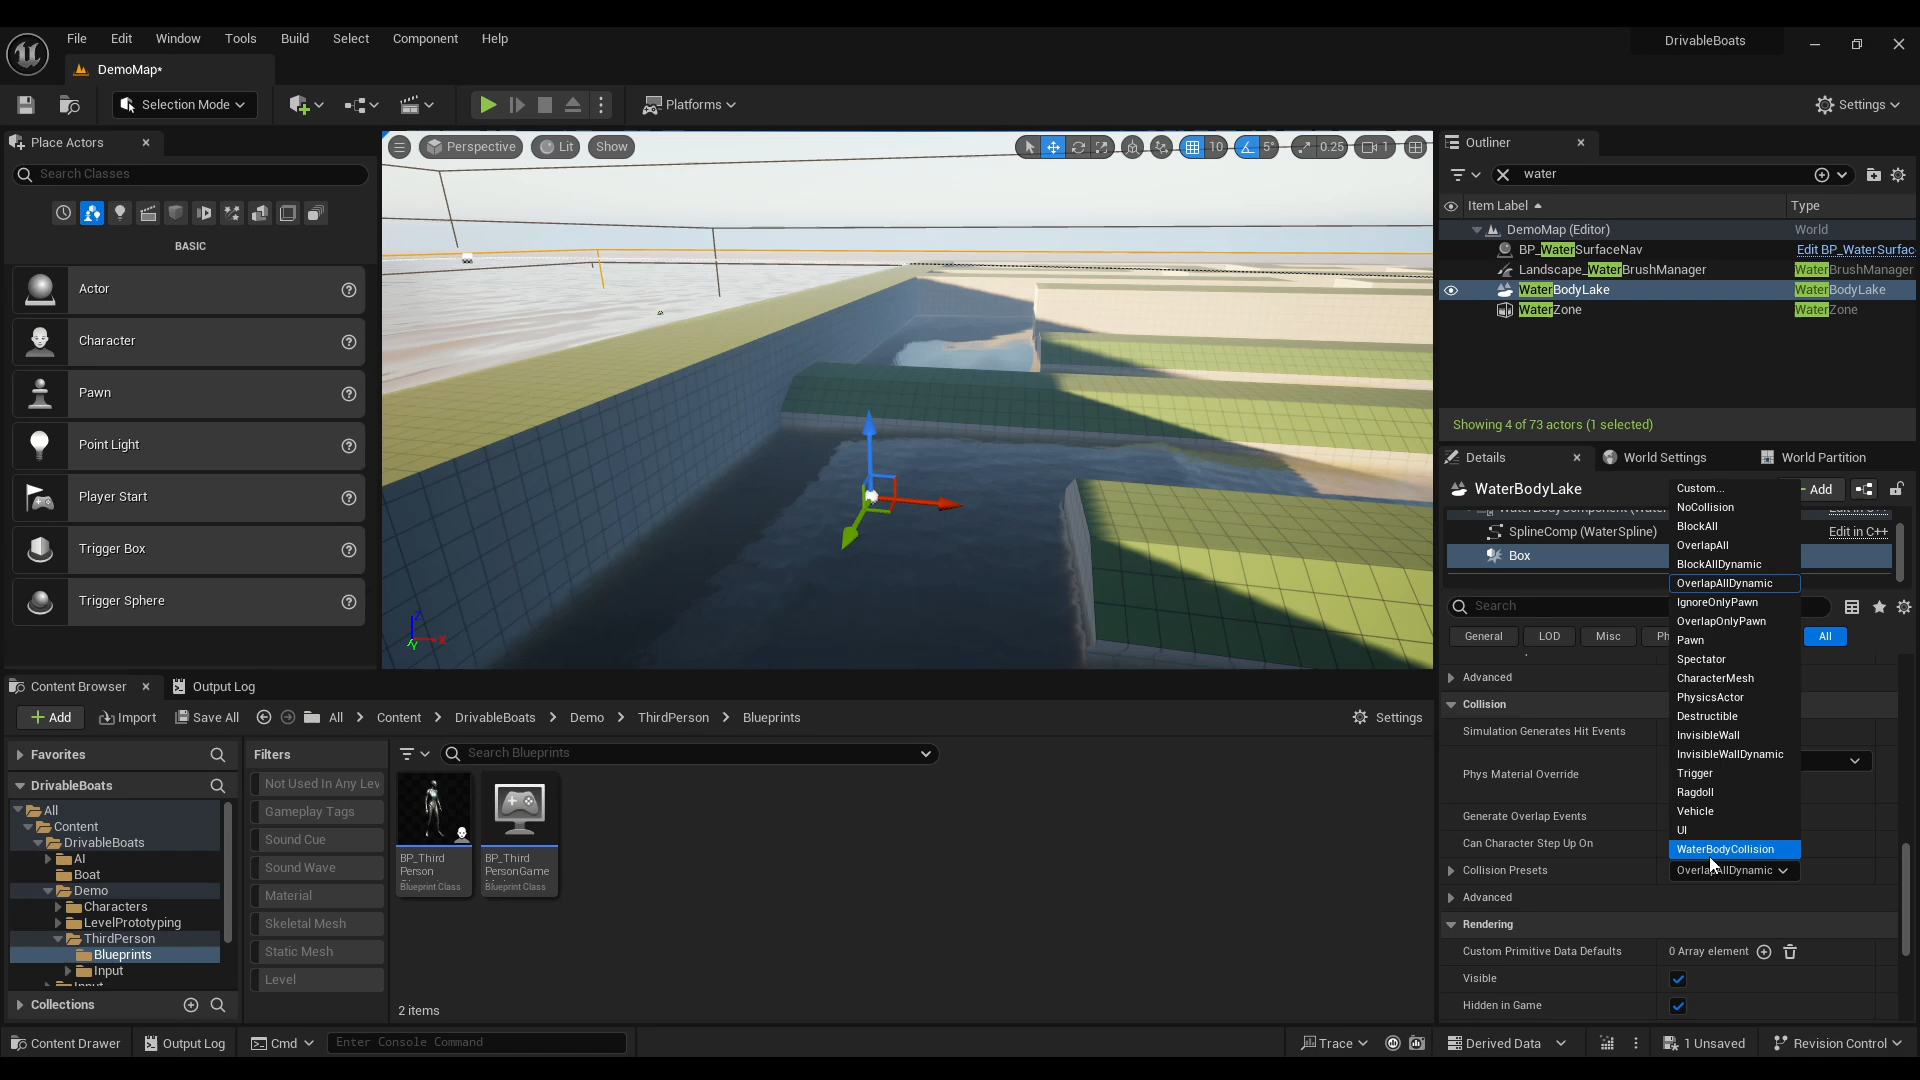 File Edit Window Tools Build Select Component Help
DrivableBoats
DemoMap*
Selection Mode
Platforms
Settings
Place Actors
Search Classes
BASIC
Actor
Character
Pawn
Point Light
Player Start
Trigger Box
Trigger Sphere
Perspective Lit Show
10 5° 0.25 1
Z
X
Y
Outliner
water
Item Label Type
DemoMap (Editor) World
BP_WaterSurfaceNav Edit BP_WaterSurfac
Landscape_WaterBrushManager WaterBrushManager
WaterBodyLake WaterBodyLake
WaterZone WaterZone
Showing 4 of 73 actors (1 selected)
Details World Settings World Partition
WaterBodyLake Add
SplineComp (WaterSpline) Edit in C++
Box
Search
General LOD Misc Ph All
Advanced
Collision
Simulation Generates Hit Events
Phys Material Override
Generate Overlap Events
Can Character Step Up On
Collision Presets OverlapAllDynamic
Advanced
Rendering
Custom Primitive Data Defaults 0 Array element
Visible
Hidden in Game
Custom...
NoCollision
BlockAll
OverlapAll
BlockAllDynamic
OverlapAllDynamic
IgnoreOnlyPawn
OverlapOnlyPawn
Pawn
Spectator
CharacterMesh
PhysicsActor
Destructible
InvisibleWall
InvisibleWallDynamic
Trigger
Ragdoll
Vehicle
UI
WaterBodyCollision
Content Browser Output Log
Add Import Save All All Content DrivableBoats Demo ThirdPerson Blueprints Settings
Favorites
DrivableBoats
All
Content
DrivableBoats
AI
Boat
Demo
Characters
LevelPrototyping
ThirdPerson
Blueprints
Input
Collections
Filters
Not Used In Any Lev
Gameplay Tags
Sound Cue
Sound Wave
Material
Skeletal Mesh
Static Mesh
Level
Search Blueprints
BP_Third
Person
Blueprint Class
BP_Third
PersonGame
Blueprint Class
2 items
Content Drawer Output Log Cmd Enter Console Command Trace Derived Data 1 Unsaved Revision Control